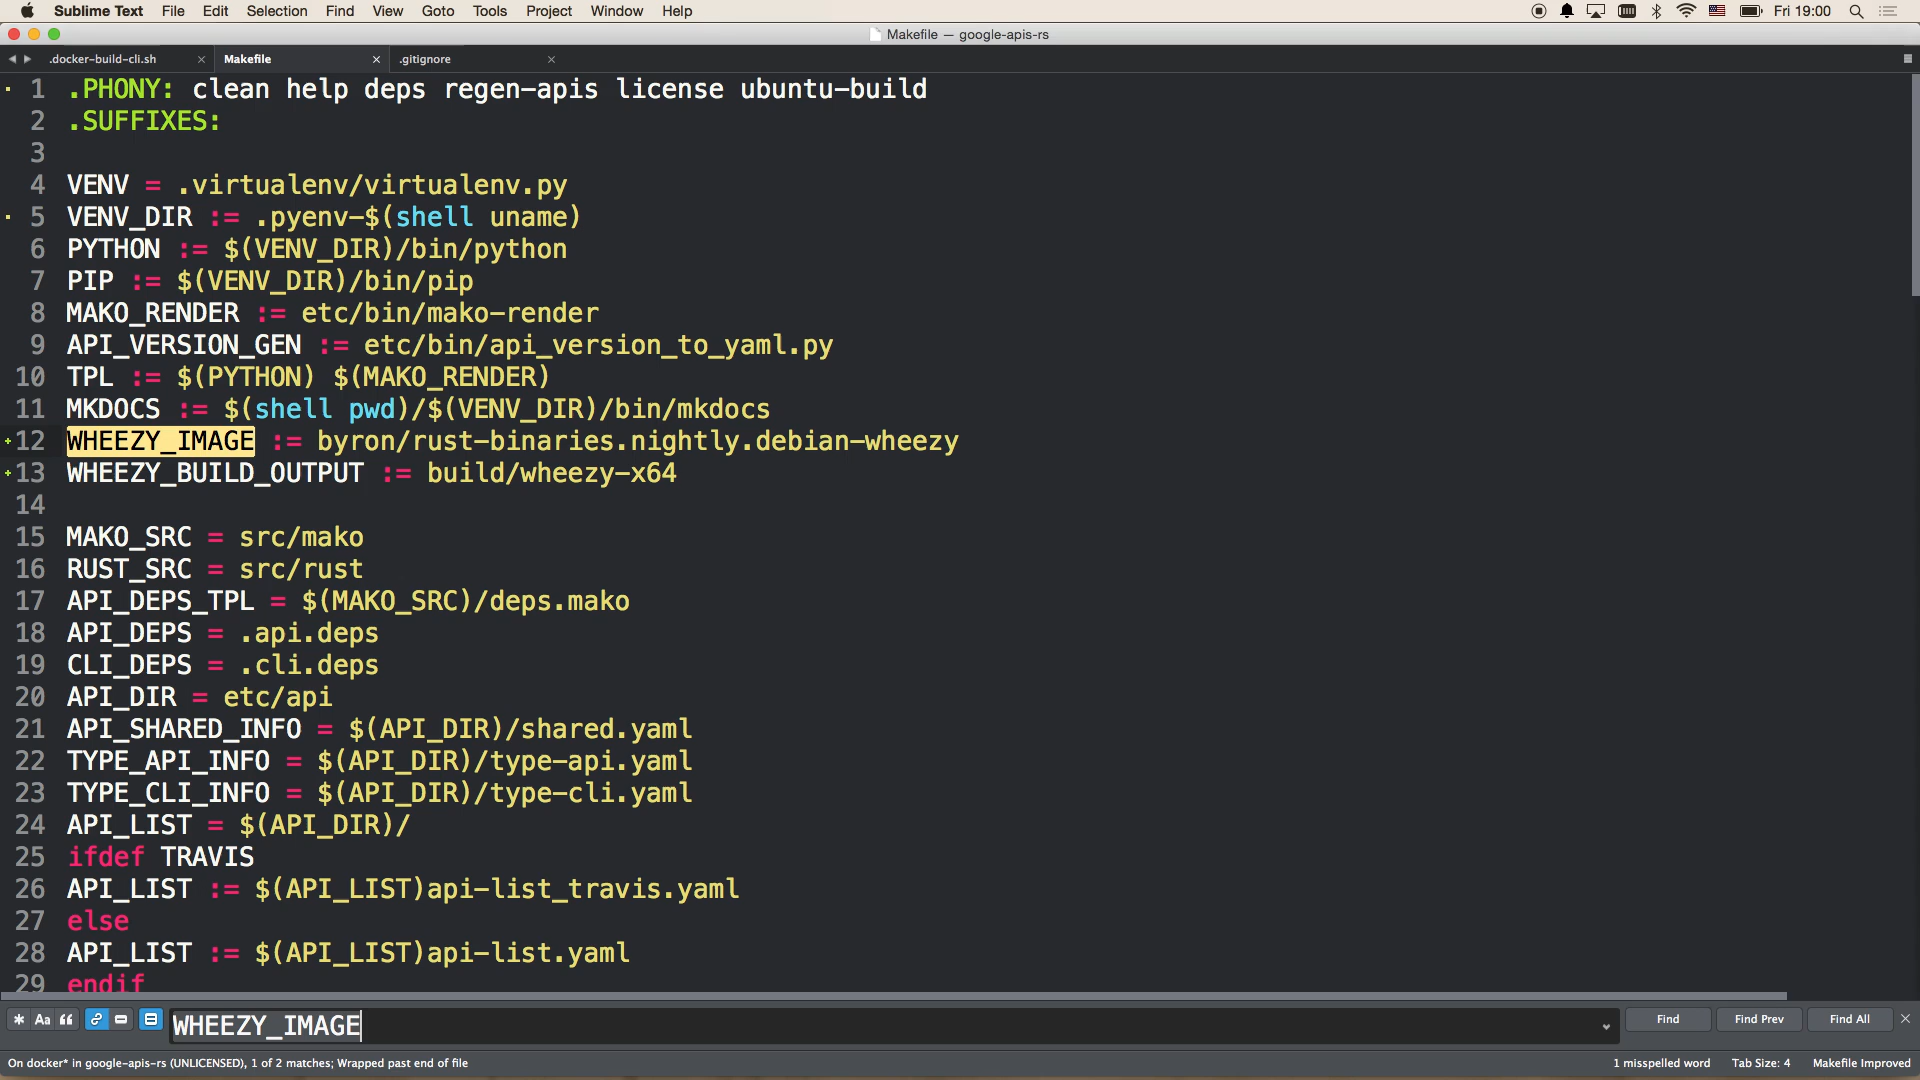 Sublime Text File Edit Selection Find View Goto Tools Project Window Help Fri 19:00
Makefile — google-apis-rs
.docker-build-cli.sh Makefile .gitignore
1 .PHONY: clean help deps regen-apis license ubuntu-build
2 .SUFFIXES:
3
4 VENV = .virtualenv/virtualenv.py
5 VENV_DIR := .pyenv-$(shell uname)
6 PYTHON := $(VENV_DIR)/bin/python
7 PIP := $(VENV_DIR)/bin/pip
8 MAKO_RENDER := etc/bin/mako-render
9 API_VERSION_GEN := etc/bin/api_version_to_yaml.py
10 TPL := $(PYTHON) $(MAKO_RENDER)
11 MKDOCS := $(shell pwd)/$(VENV_DIR)/bin/mkdocs
12 WHEEZY_IMAGE := byron/rust-binaries.nightly.debian-wheezy
13 WHEEZY_BUILD_OUTPUT := build/wheezy-x64
14
15 MAKO_SRC = src/mako
16 RUST_SRC = src/rust
17 API_DEPS_TPL = $(MAKO_SRC)/deps.mako
18 API_DEPS = .api.deps
19 CLI_DEPS = .cli.deps
20 API_DIR = etc/api
21 API_SHARED_INFO = $(API_DIR)/shared.yaml
22 TYPE_API_INFO = $(API_DIR)/type-api.yaml
23 TYPE_CLI_INFO = $(API_DIR)/type-cli.yaml
24 API_LIST = $(API_DIR)/
25 ifdef TRAVIS
26 API_LIST := $(API_LIST)api-list_travis.yaml
27 else
28 API_LIST := $(API_LIST)api-list.yaml
29 endif
Aa WHEEZY_IMAGE Find Find Prev Find All
On docker* in google-apis-rs (UNLICENSED), 1 of 2 matches; Wrapped past end of file 1 misspelled word Tab Size: 4 Makefile Improved